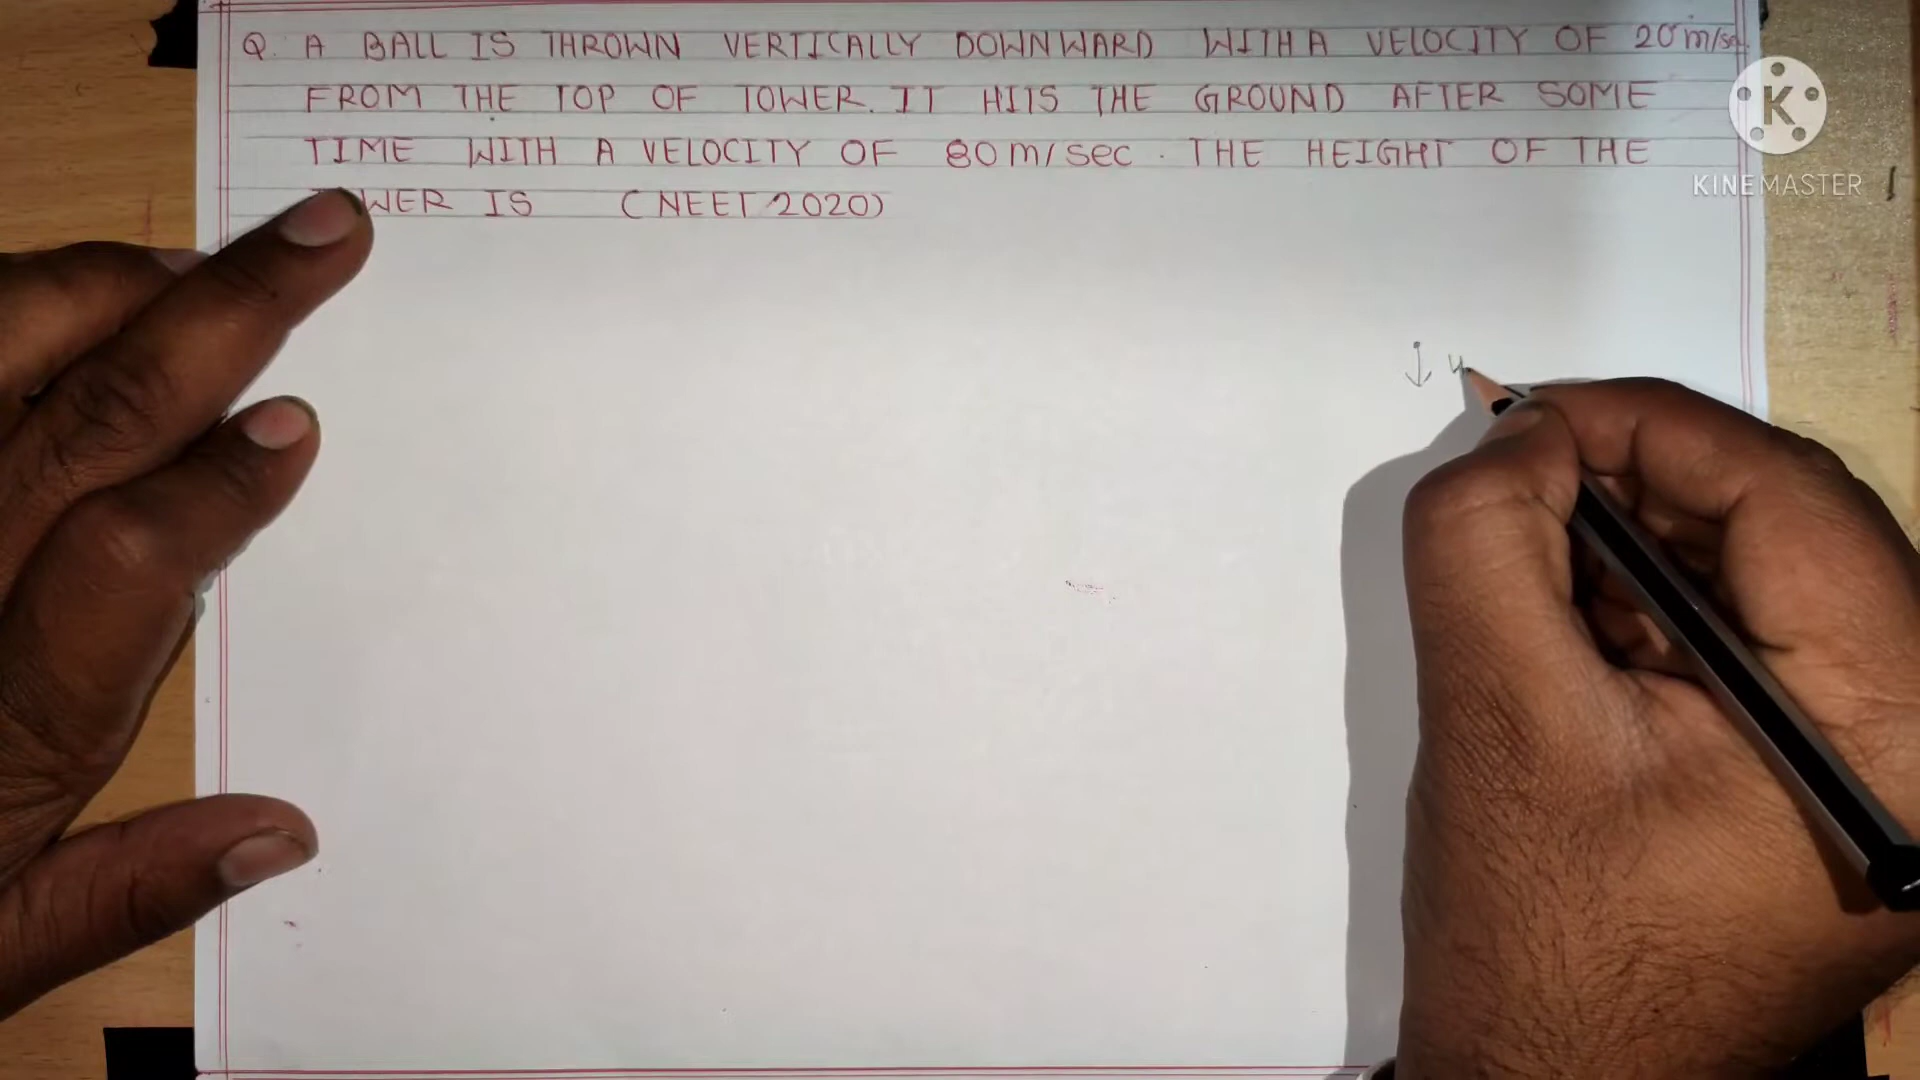 Q. A BALL IS THROWN VERTICALLY DOWNWARD WITH A VELOCITY OF 20 m/sec
FROM THE TOP OF TOWER. IT HITS THE GROUND AFTER SOME
TIME WITH A VELOCITY OF 80 m/sec. THE HEIGHT OF THE
IS (NEET 2020)
K
KINEMASTER
↓ u